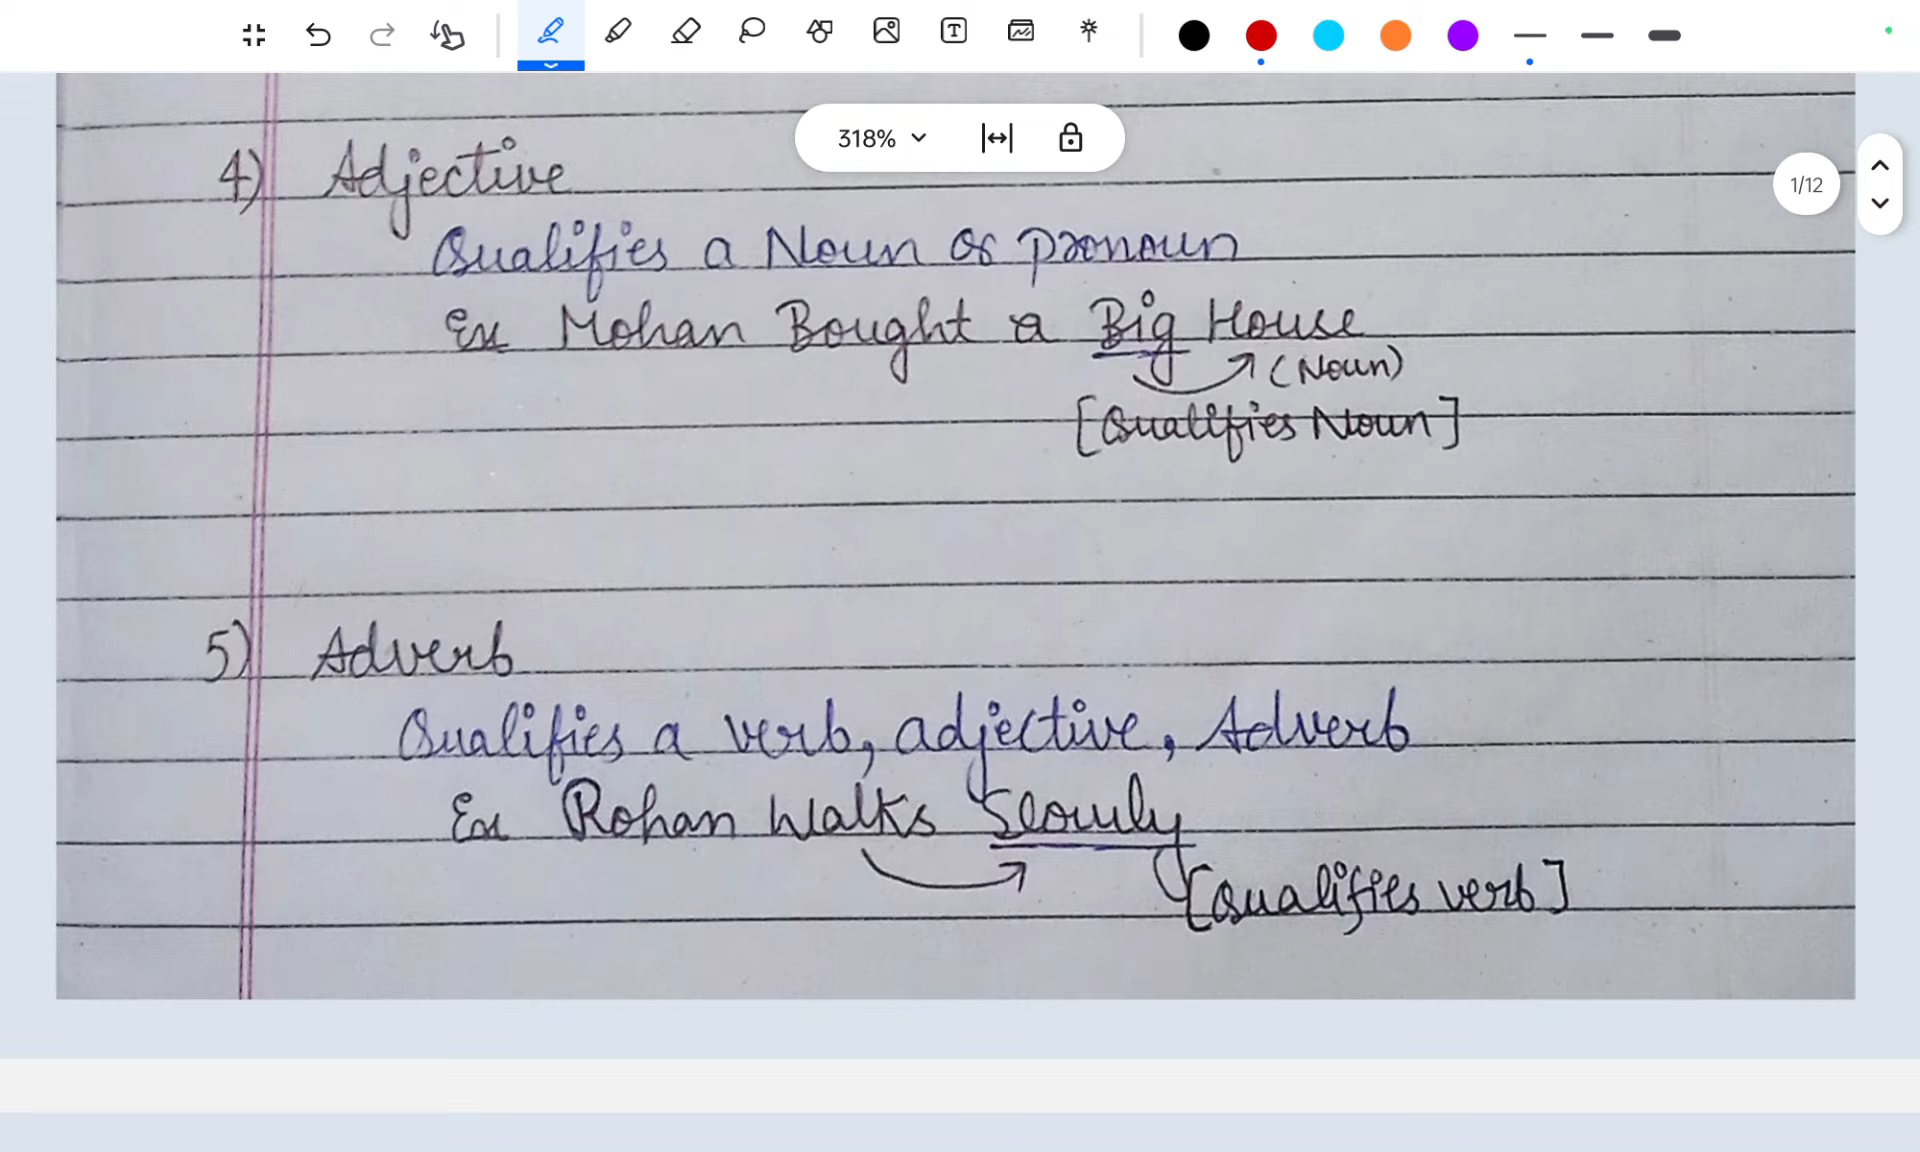 318%
1/12
4) Adjective
Qualifies a Noun or pronoun
Ex Mohan Bought a Big House
(Noun)
[Qualifies Noun]
5) Adverb
Qualifies a verb, adjective, Adverb
Ex Rohan Walks Slowly
[Qualifies verb]